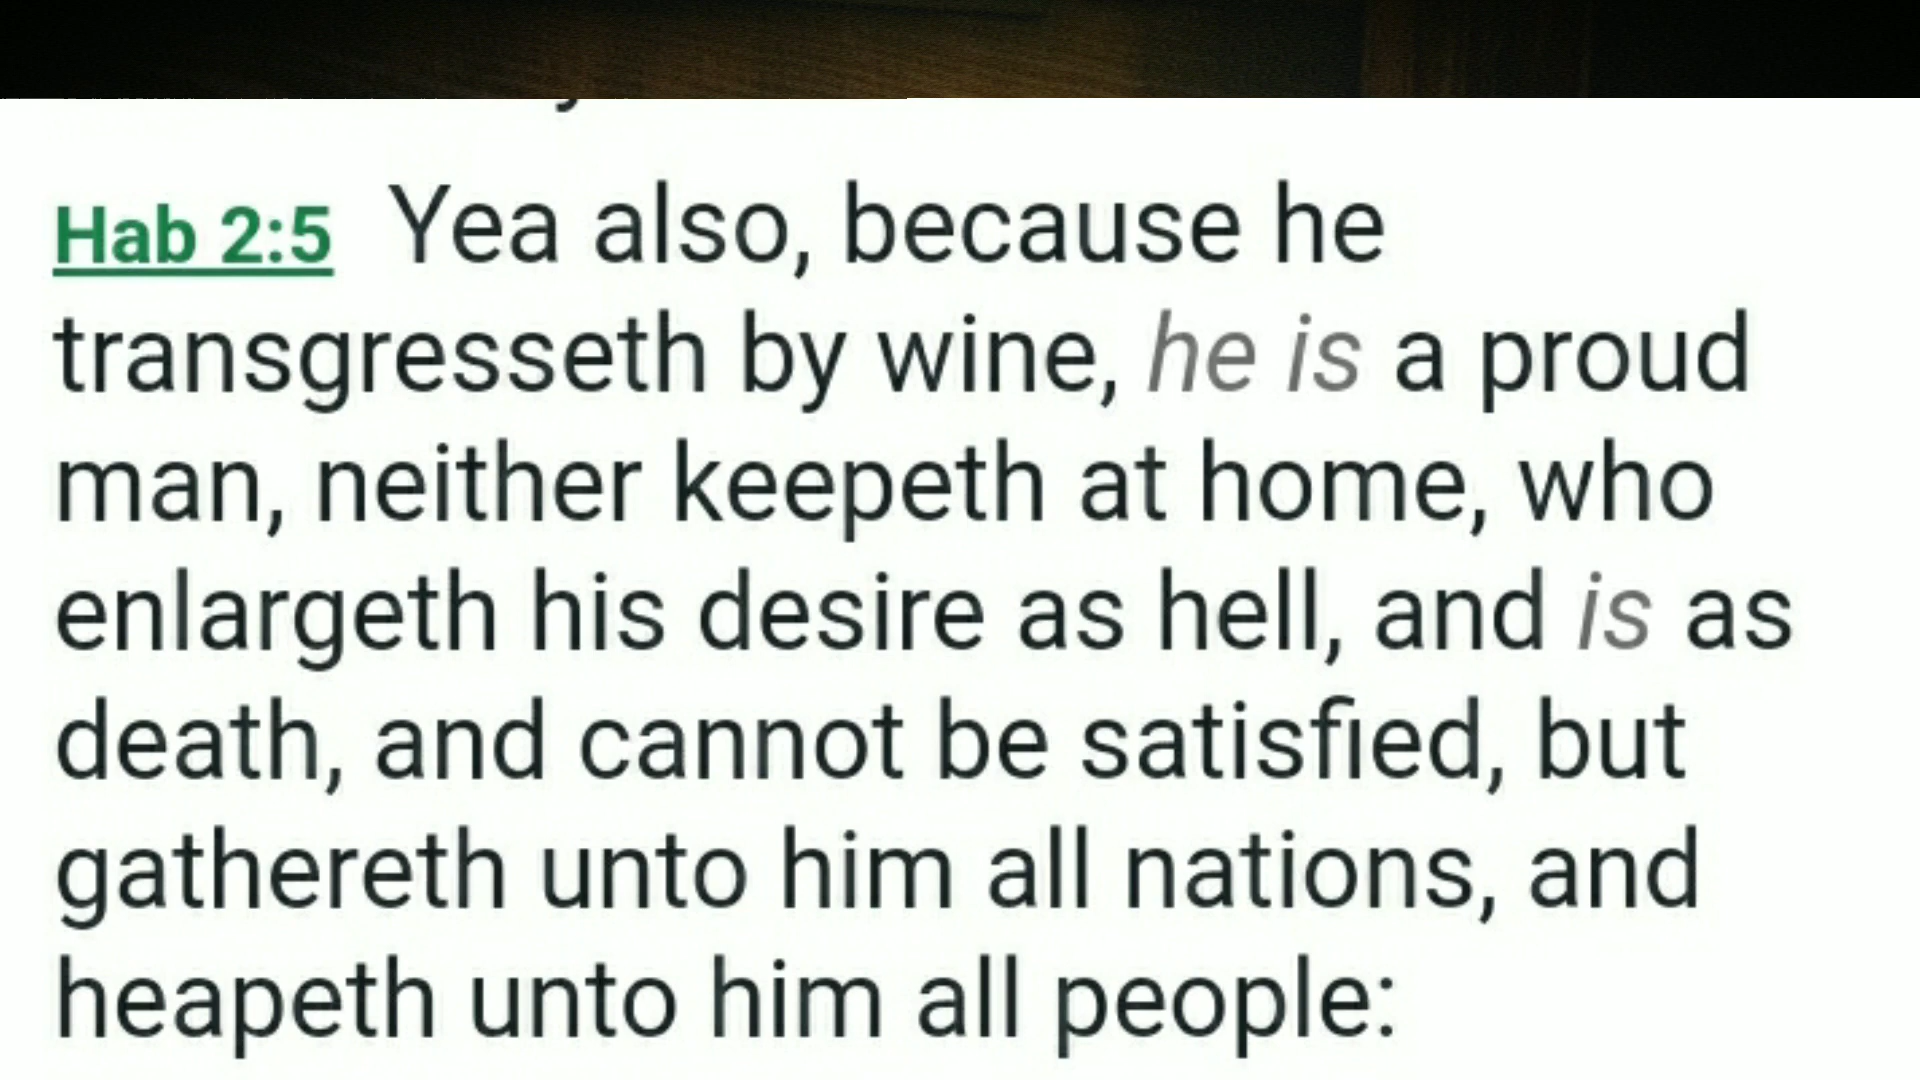 Hab 2:5 Yea also, because he
transgresseth by wine, he is a proud
man, neither keepeth at home, who
enlargeth his desire as hell, and is as
death, and cannot be satisfied, but
gathereth unto him all nations, and
heapeth unto him all people: